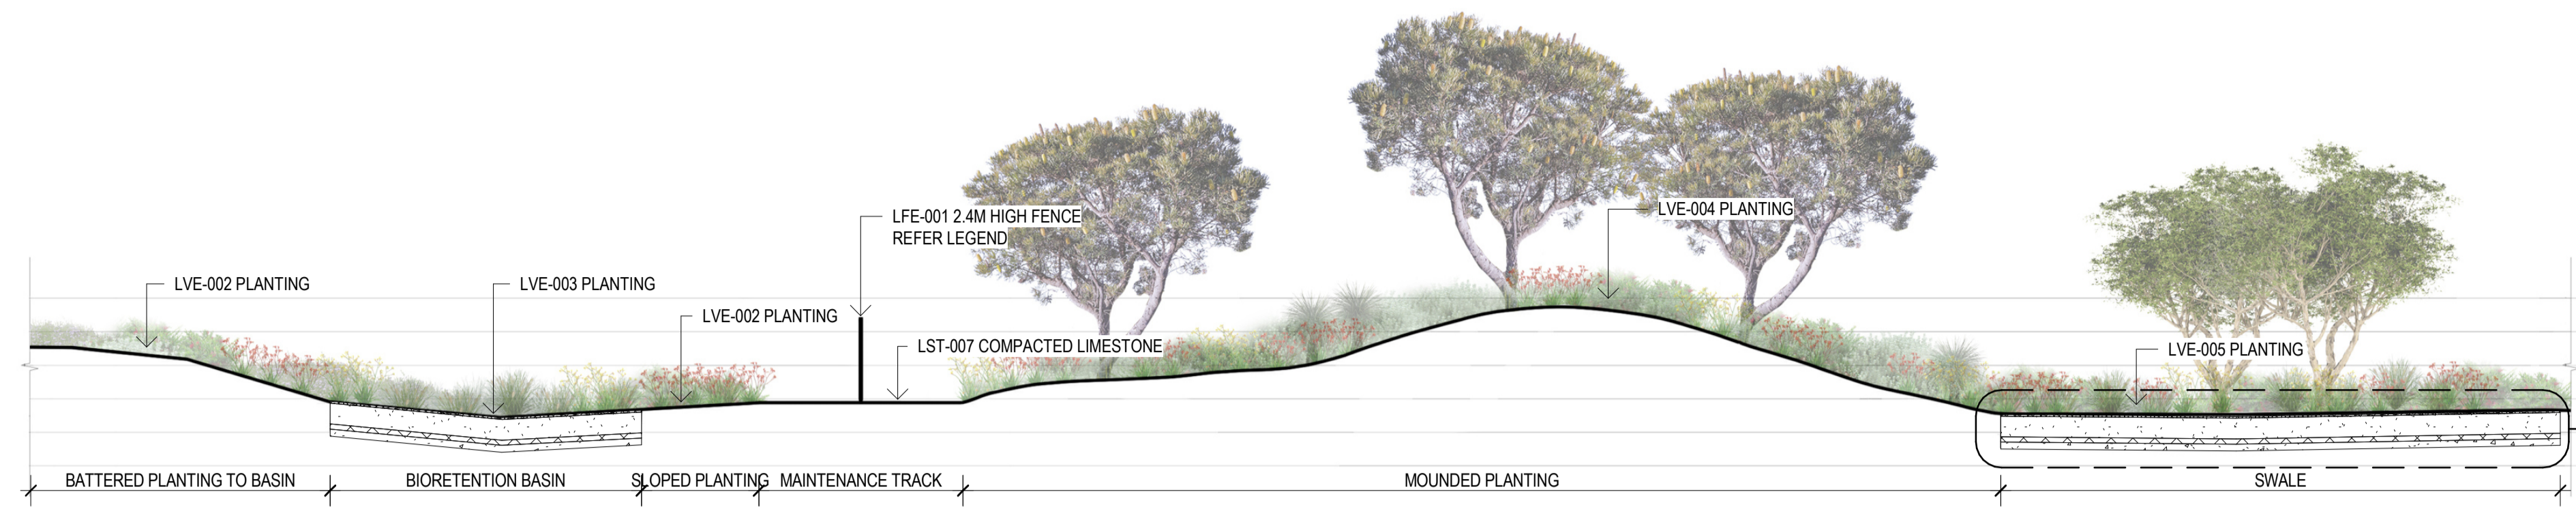 LFE-001 2.4M HIGH FENCE
REFER LEGEND
LVE-004 PLANTING
LVE-002 PLANTING
LVE-003 PLANTING
LVE-002 PLANTING
LST-007 COMPACTED LIMESTONE
LVE-005 PLANTING
BATTERED PLANTING TO BASIN
BIORETENTION BASIN
SLOPED PLANTING
MAINTENANCE TRACK
MOUNDED PLANTING
SWALE